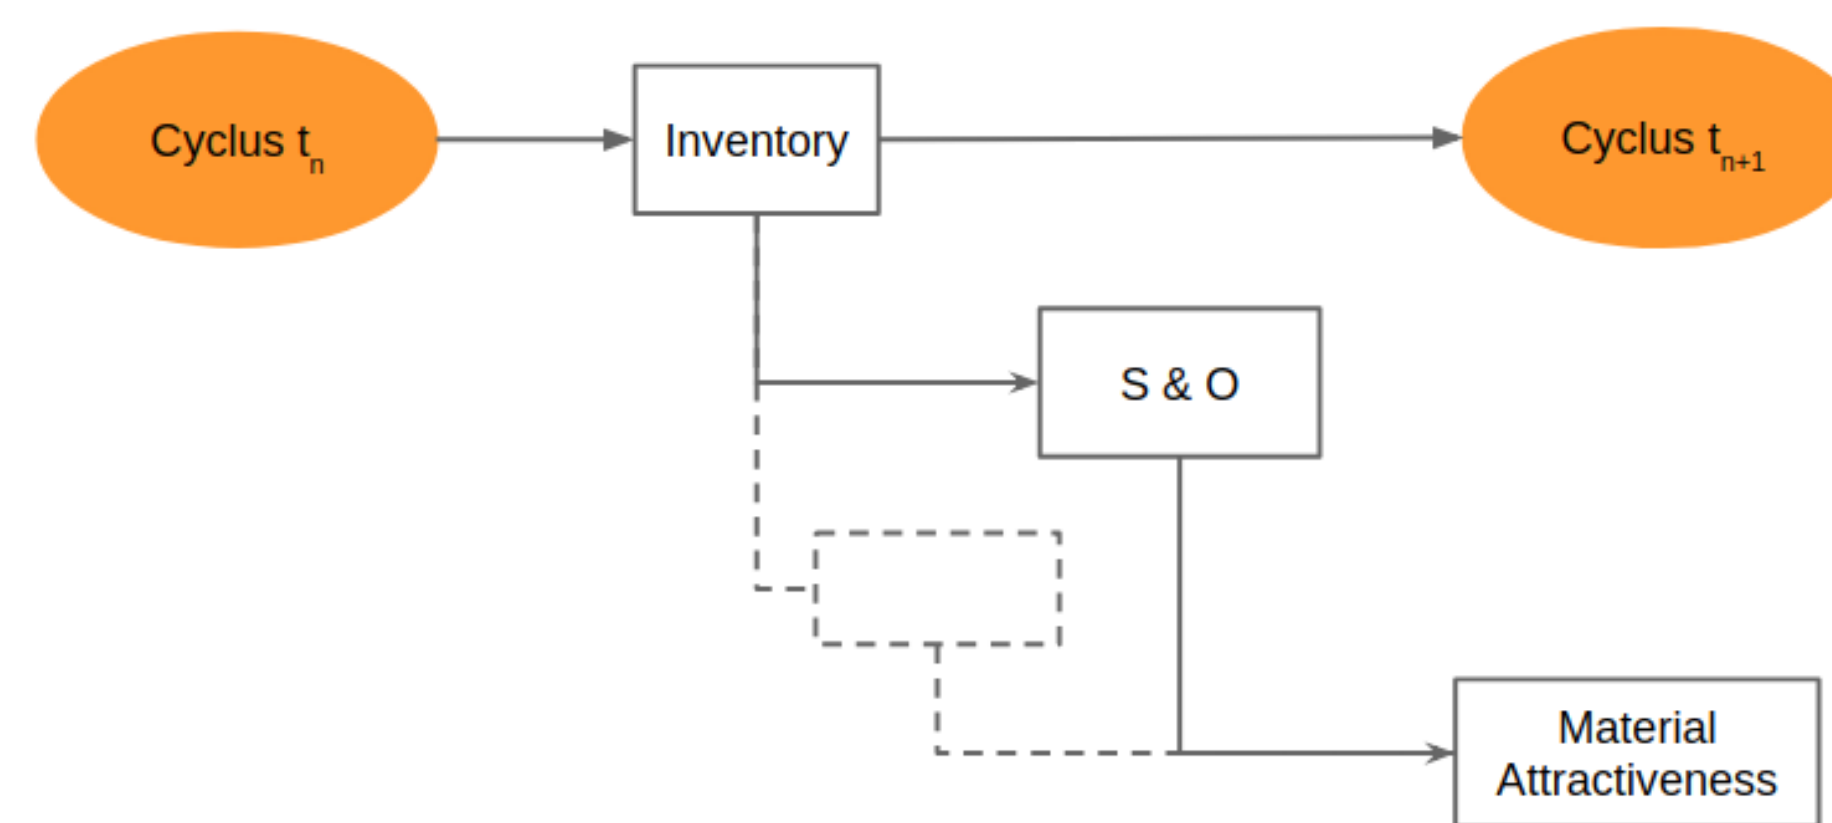 Cyclus tn
Inventory
Cyclus tn+1
S & O
Material
Attractiveness